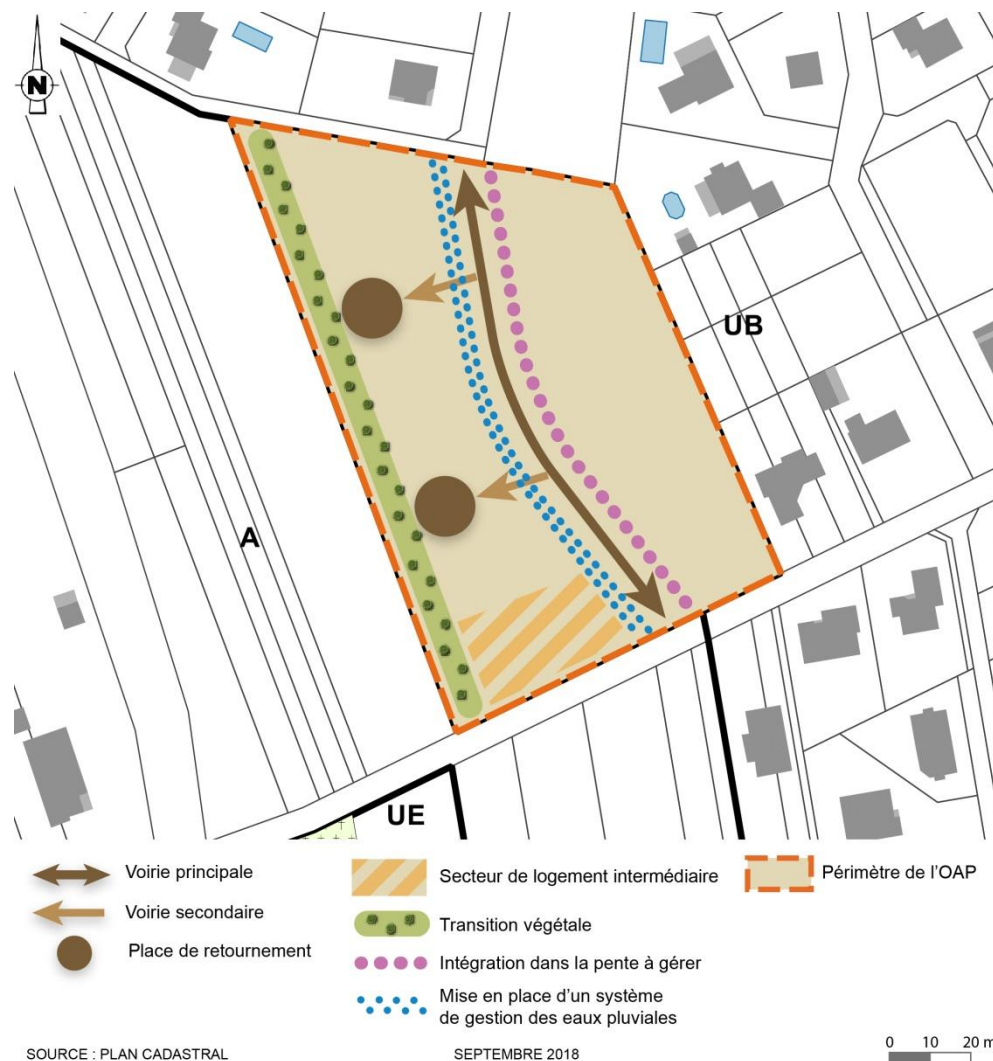 N
UB
A
UE
Voirie principale
Voirie secondaire
Place de retournement
Secteur de logement intermédiaire
Transition végétale
Intégration dans la pente à gérer
Mise en place d'un système
de gestion des eaux pluviales
Périmètre de l'OAP
SOURCE : PLAN CADASTRAL
SEPTEMBRE 2018
0 10 20 m